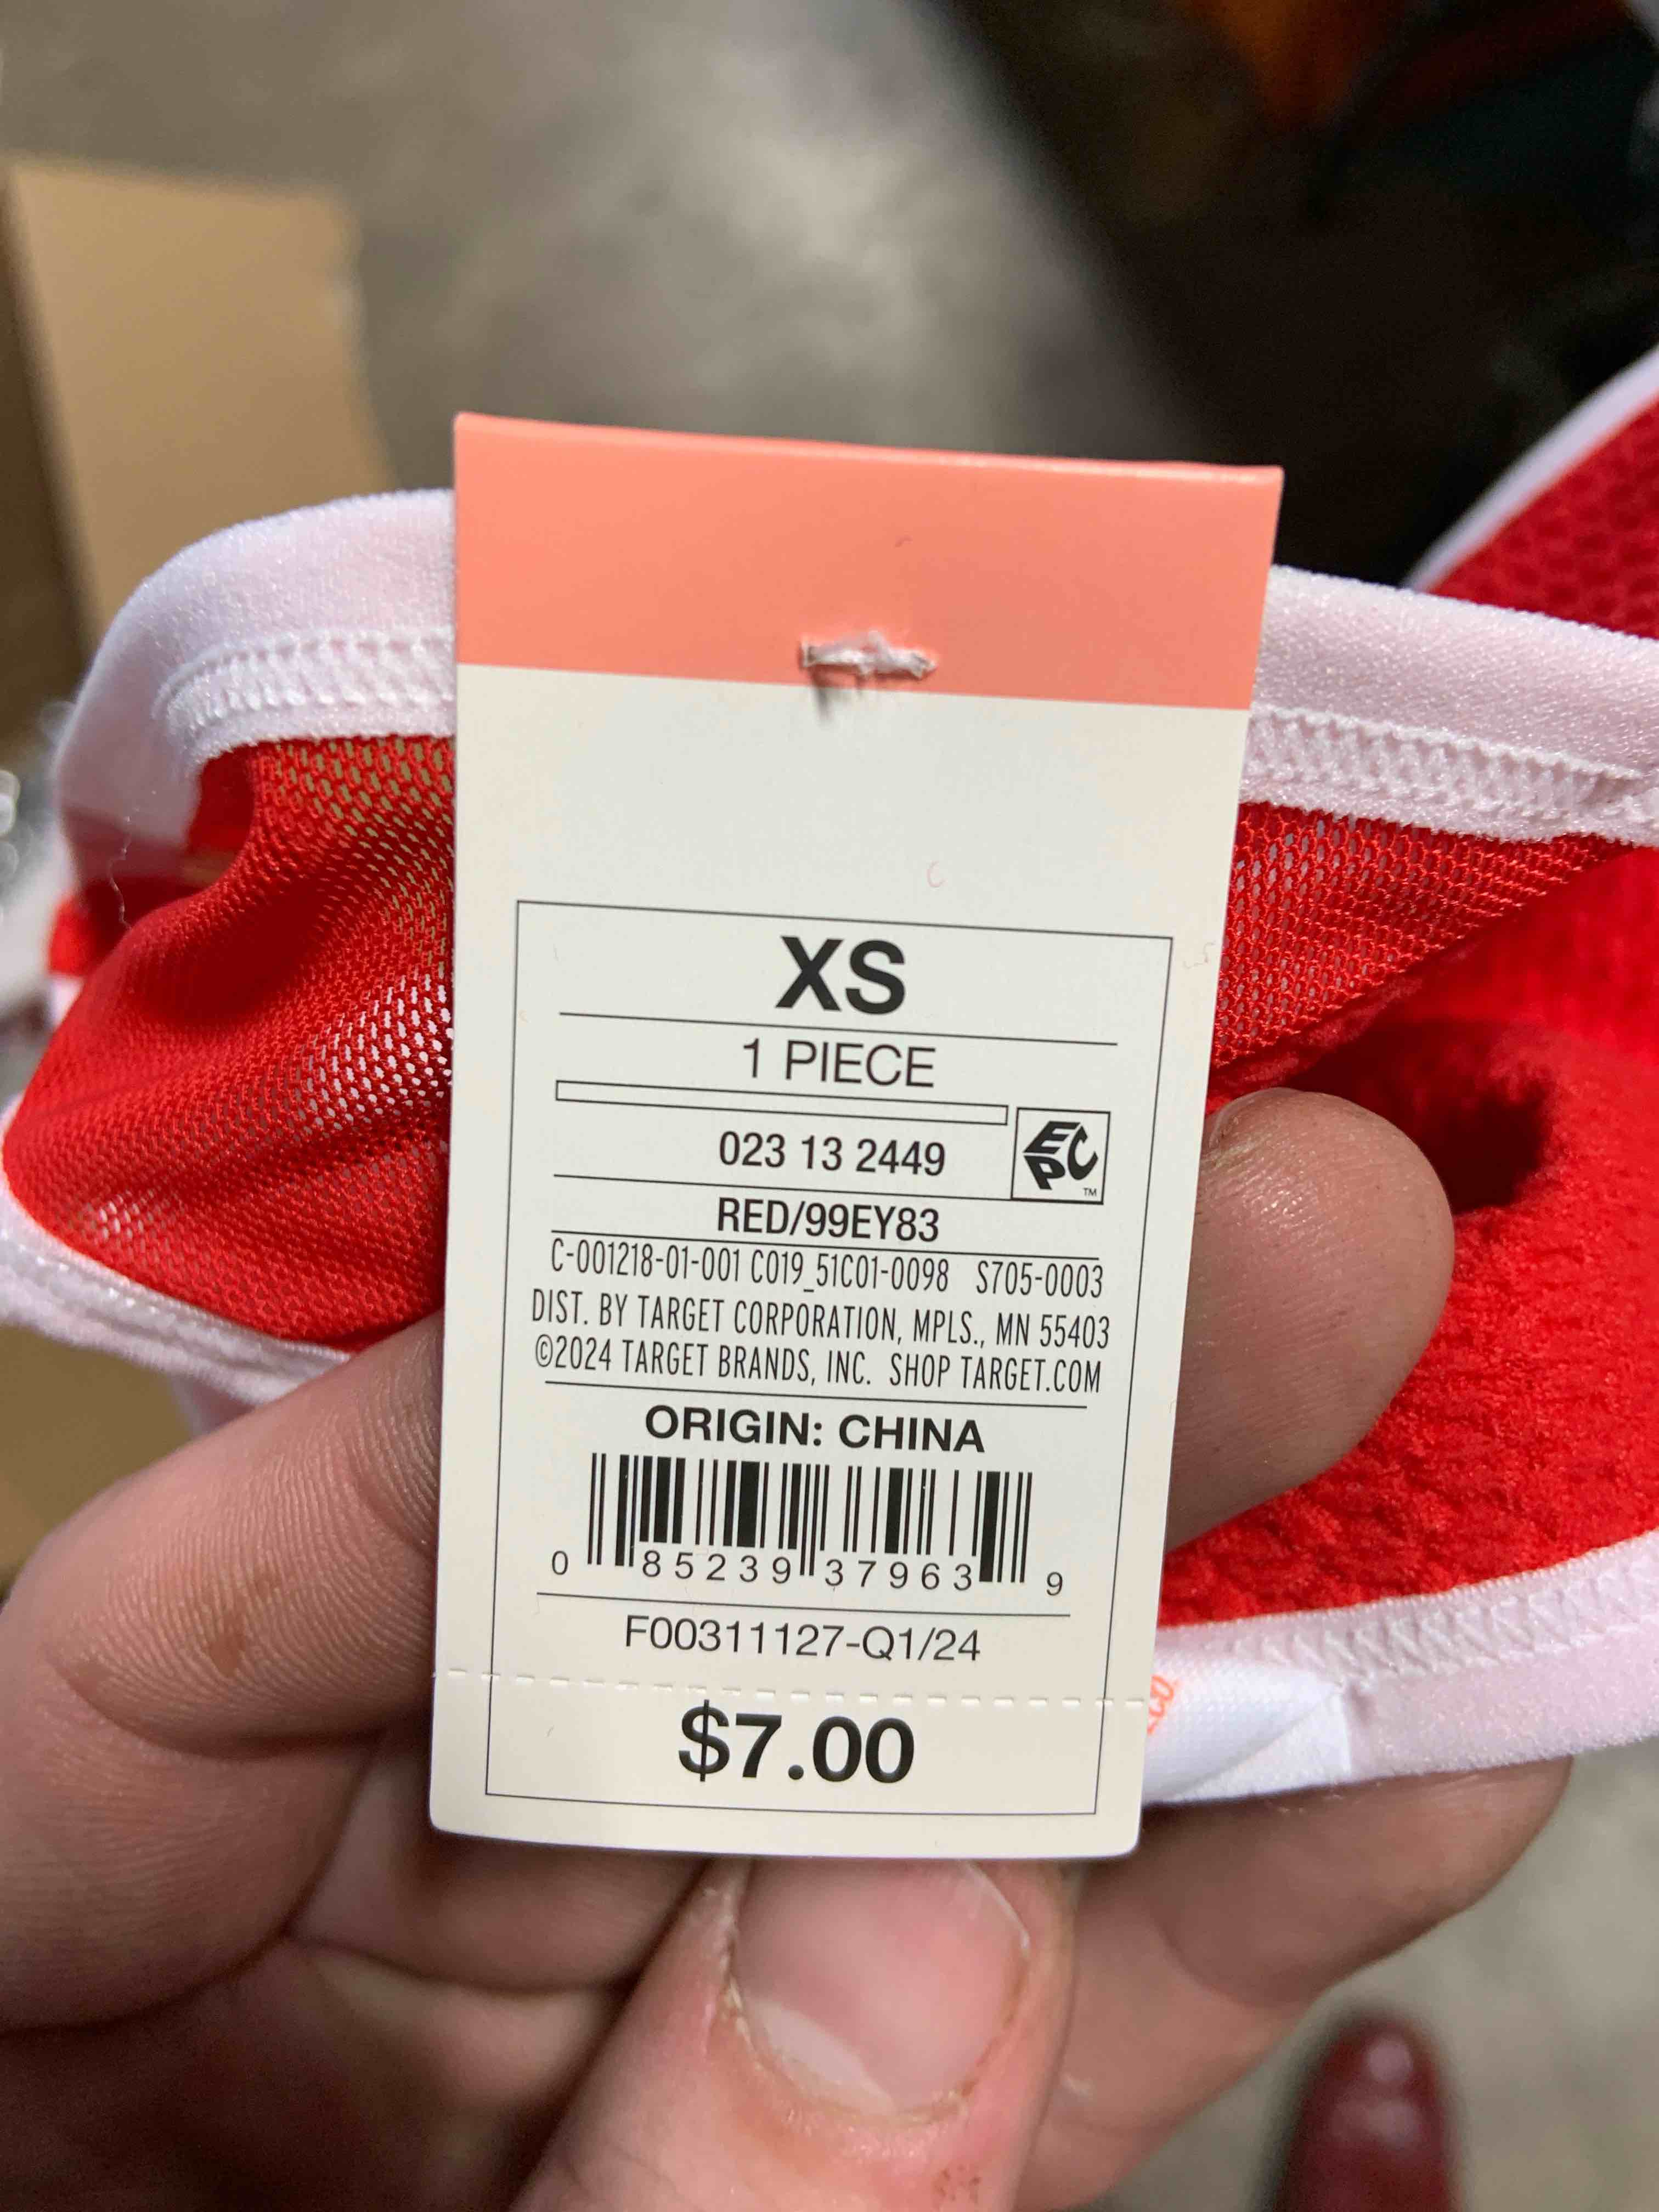 XS
1 PIECE
023 13 2449
EPC
TM
RED/99EY83
C-001218-01-001 C019_51C01-0098 S705-0003
DIST. BY TARGET CORPORATION, MPLS., MN 55403
©2024 TARGET BRANDS, INC. SHOP TARGET.COM
ORIGIN: CHINA
0 85239 37963 9
F00311127-Q1/24
$7.00